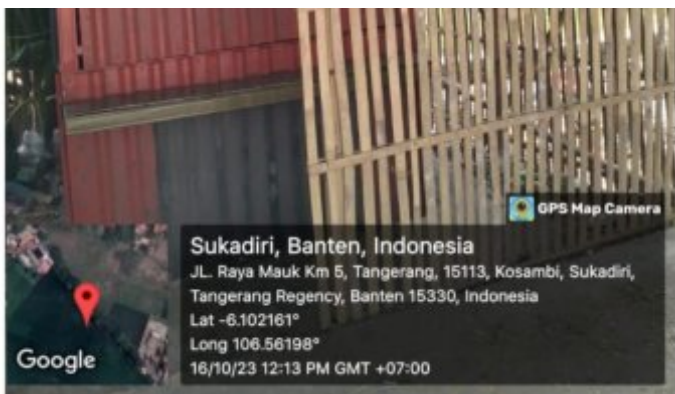 GPS Map Camera
Sukadiri, Banten, Indonesia
JL. Raya Mauk Km 5, Tangerang, 15113, Kosambi, Sukadiri,
Tangerang Regency, Banten 15330, Indonesia
Lat -6.102161°
Long 106.56198°
16/10/23 12:13 PM GMT +07:00
Google